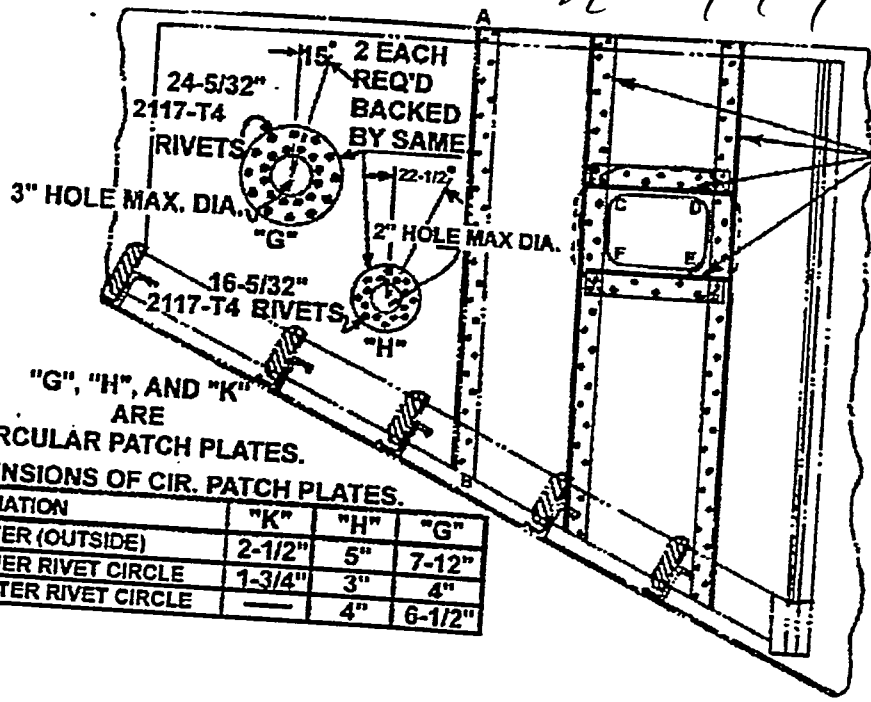 A
15°
2 EACH
REQ'D
BACKED
BY SAME
24-5/32"
2117-T4
RIVETS
22-1/2°
3" HOLE MAX. DIA.
"G"
2" HOLE MAX DIA.
C D
F E
16-5/32"
2117-T4 RIVETS
"H"
"G", "H", AND "K"
ARE
RCULAR PATCH PLATES.
B
NSIONS OF CIR. PATCH PLATES.
NATION "K" "H" "G"
TER (OUTSIDE) 2-1/2" 5" 7-12"
ER RIVET CIRCLE 1-3/4" 3" 4"
TER RIVET CIRCLE — 4" 6-1/2"